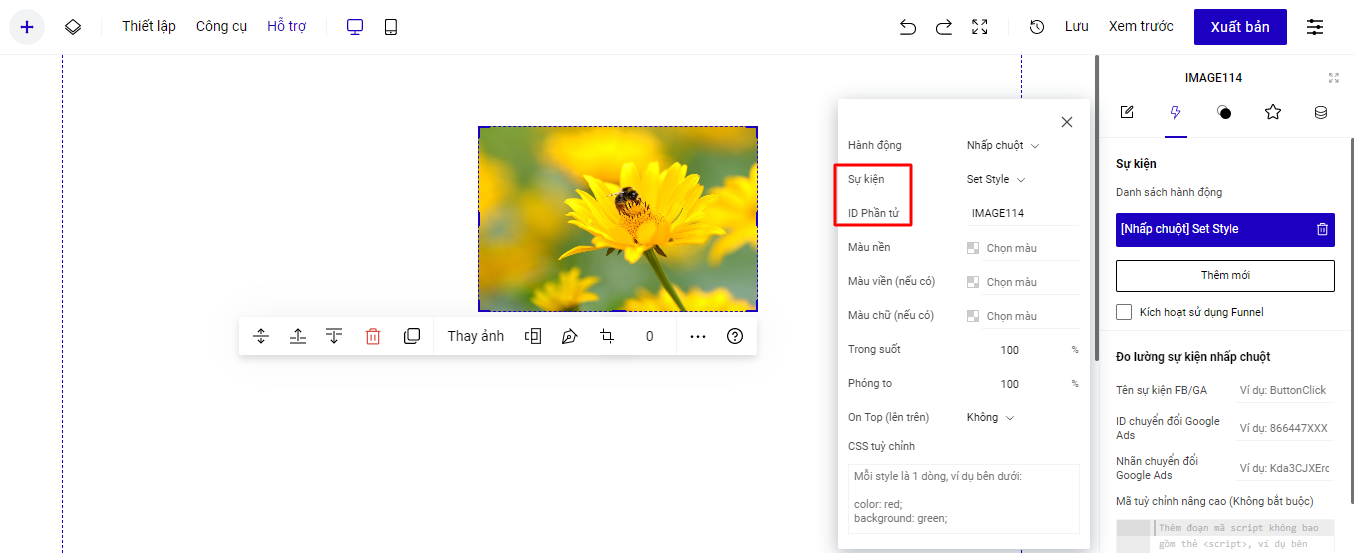 Thiết lập
Công cụ
Hỗ trợ
Lưu
Xem trước
Xuất bản
IMAGE114
Hành động
Nhấp chuột
Sự kiện
Set Style
ID Phần tử
IMAGE114
Màu nền
Chọn màu
Màu viền (nếu có)
Chọn màu
Màu chữ (nếu có)
Chọn màu
Trong suốt
100
%
Phóng to
100
%
On Top (lên trên)
Không
CSS tuỳ chỉnh
Mỗi style là 1 dòng, ví dụ bên dưới:
color: red;
background: green;
Thay ảnh
0
Sự kiện
Danh sách hành động
[Nhấp chuột] Set Style
Thêm mới
Kích hoạt sử dụng Funnel
Đo lường sự kiện nhấp chuột
Tên sự kiện FB/GA
Ví dụ: ButtonClick
ID chuyển đổi Google
Ads
Ví dụ: 866447XXX
Nhãn chuyển đổi
Google Ads
Ví dụ: Kda3CJXErc
Mã tuỳ chỉnh nâng cao (Không bắt buộc)
Thêm đoạn mã script không bao
gồm thẻ <script>, ví dụ bên